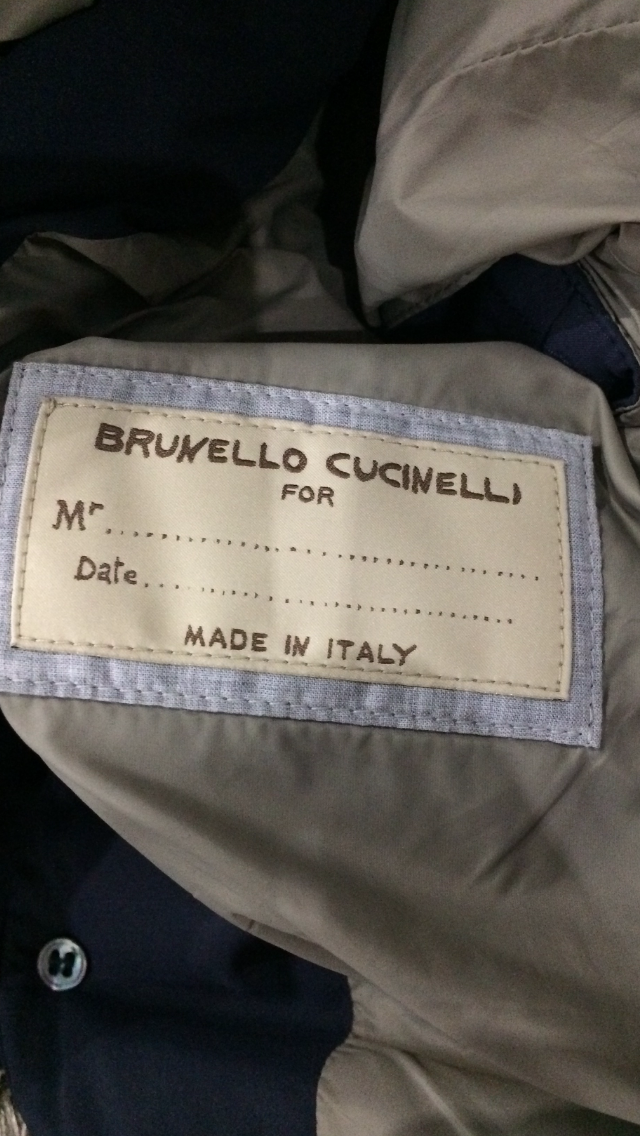 BRUNELLO CUCINELLI
FOR
Mr..............................
Date..............................
MADE IN ITALY